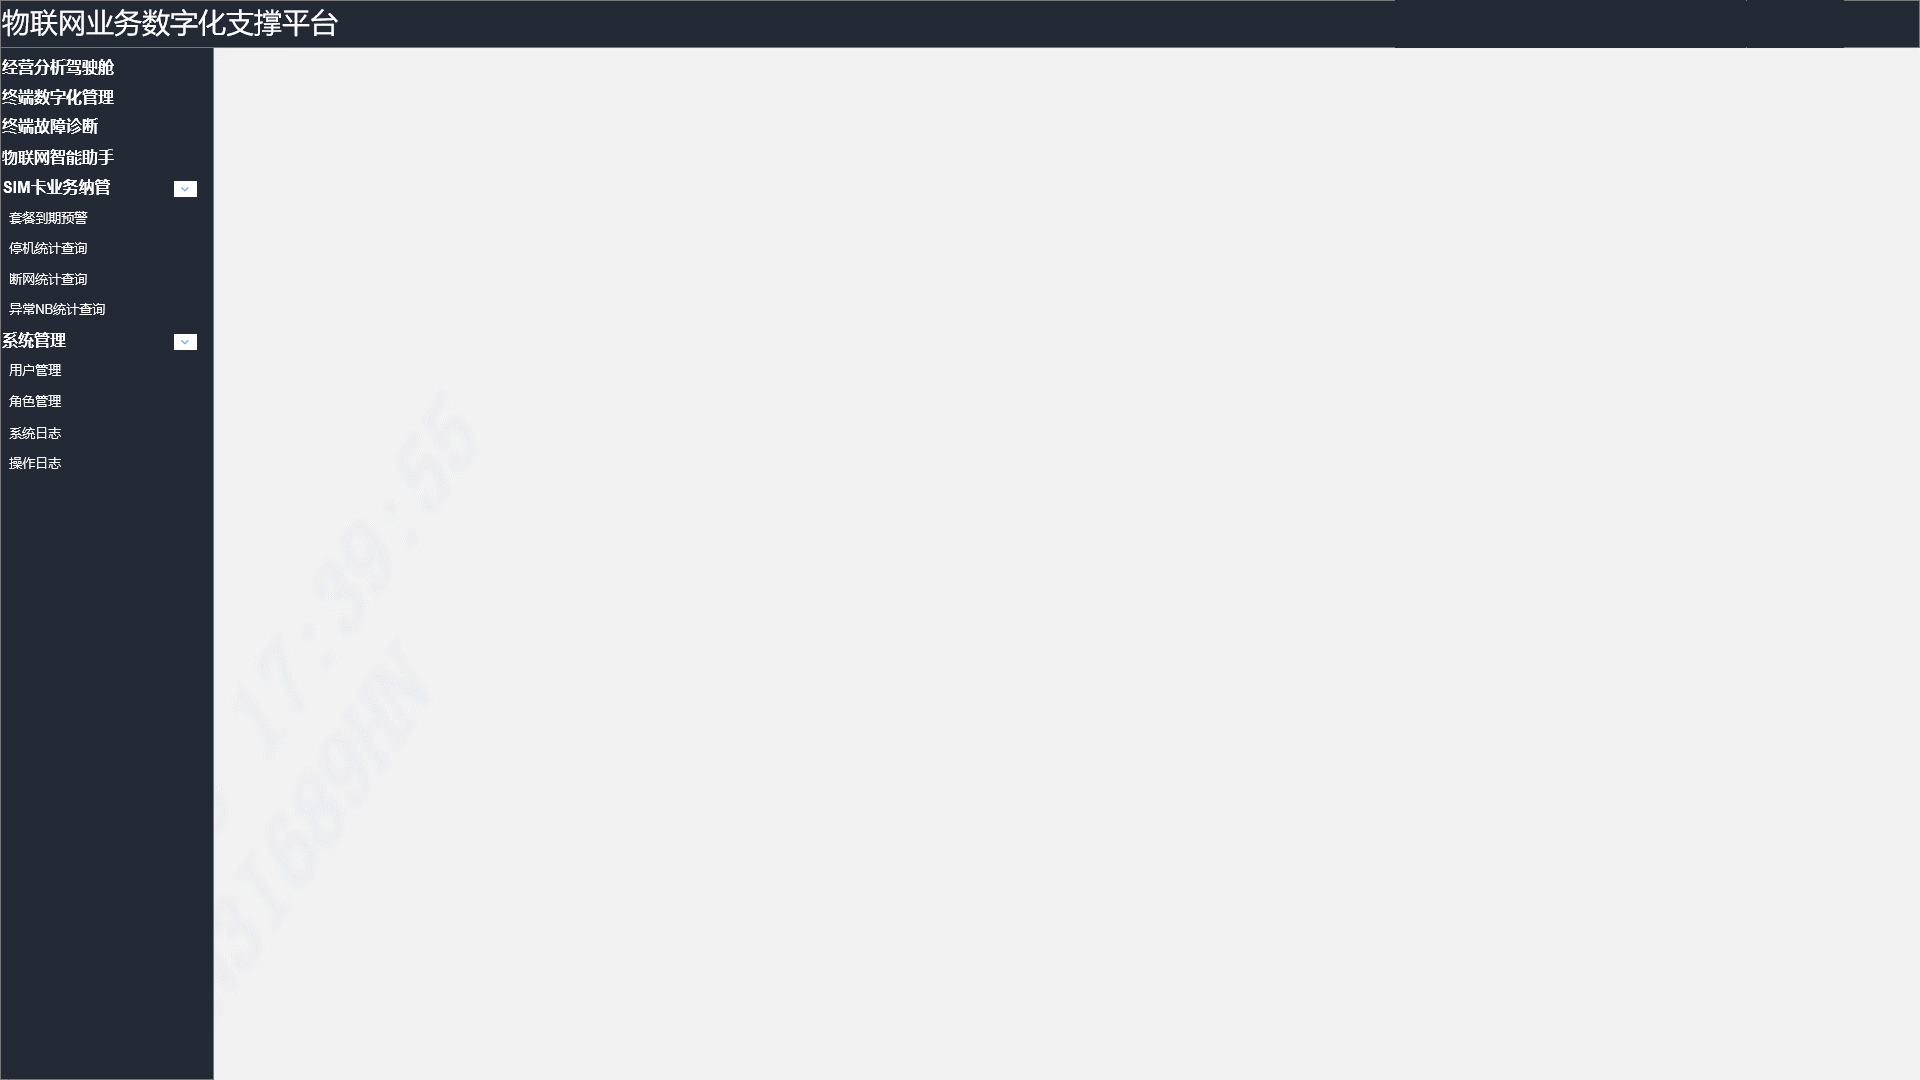 物联网业务数字化支撑平台
经营分析驾驶舱
终端数字化管理
终端故障诊断
物联网智能助手
SIM卡业务纳管
套餐到期预警
停机统计查询
断网统计查询
异常NB统计查询
系统管理
用户管理
角色管理
系统日志
操作日志
17:39:55
31689HN